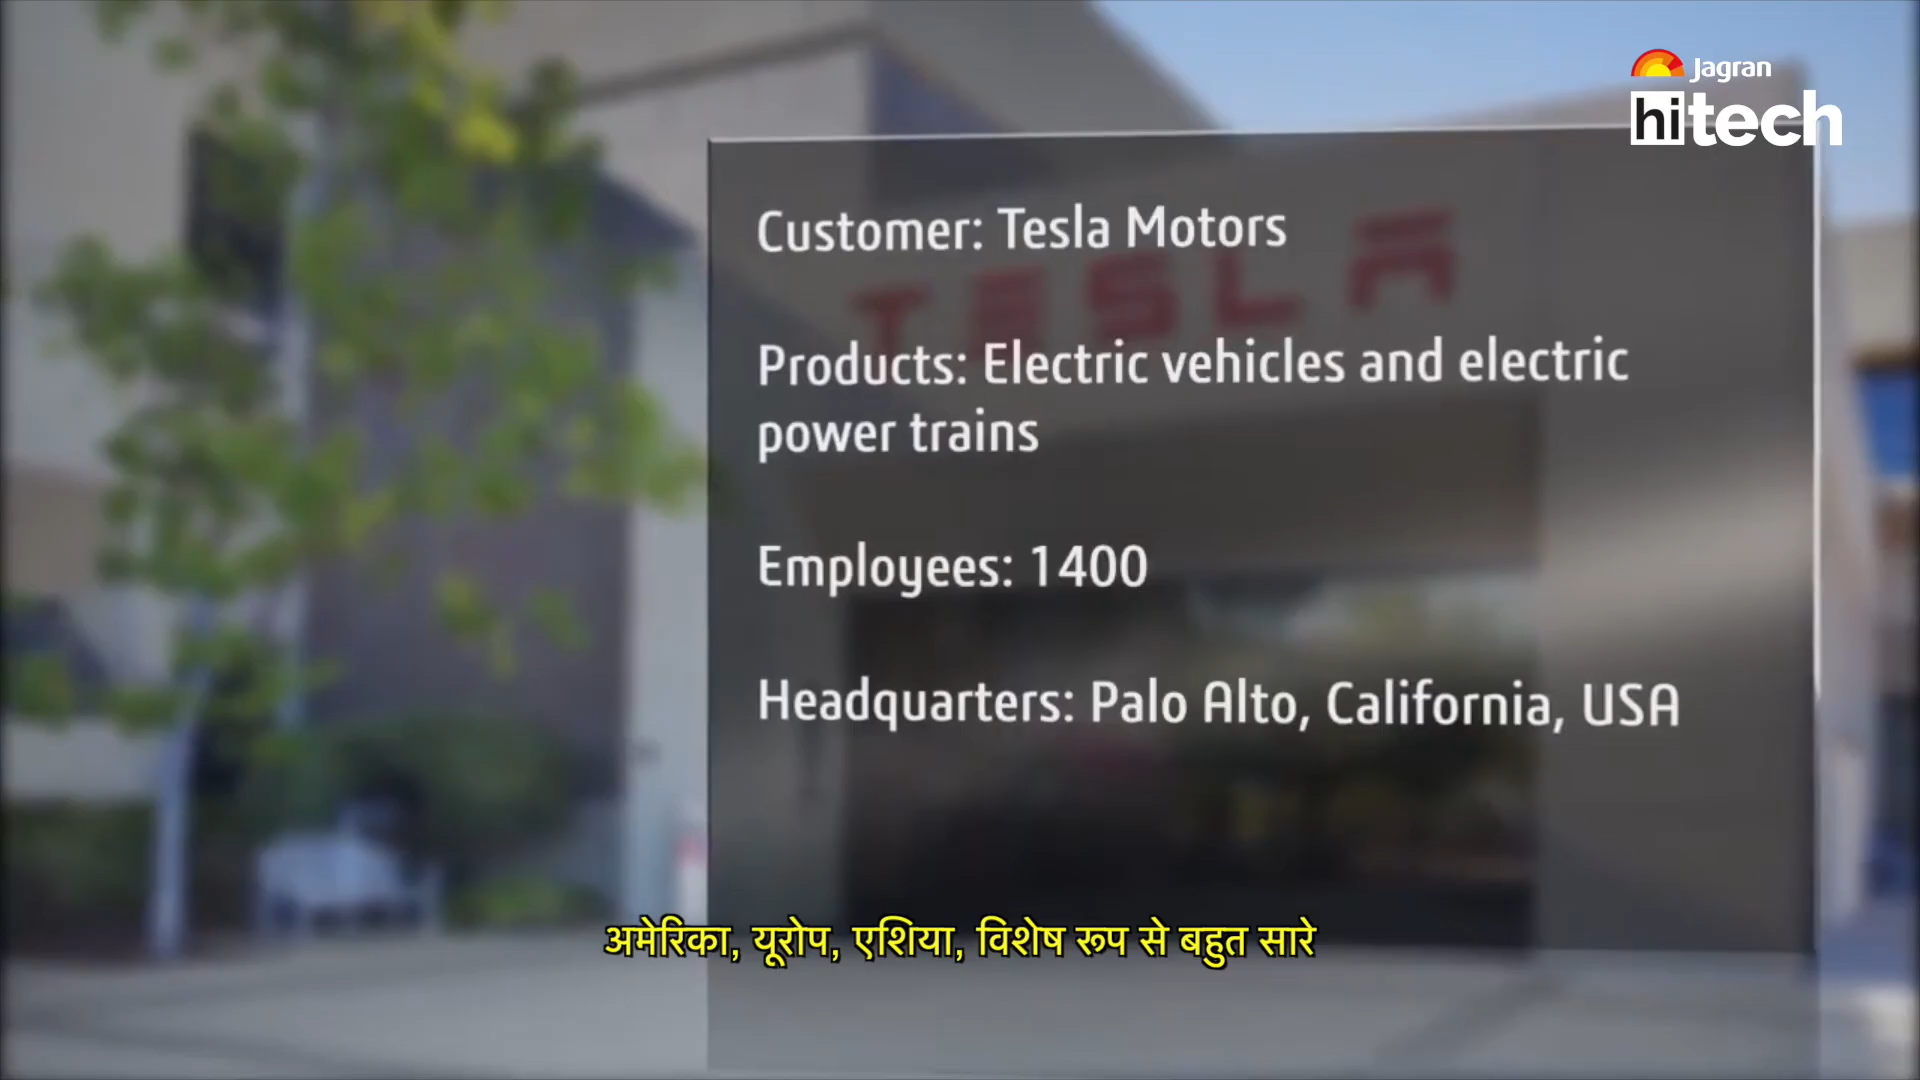 Jagran
hitech
Customer: Tesla Motors
TESLA
Products: Electric vehicles and electric
power trains
Employees: 1400
Headquarters: Palo Alto, California, USA
अमेरिका, यूरोप, एशिया, विशेष रूप से बहुत सारे